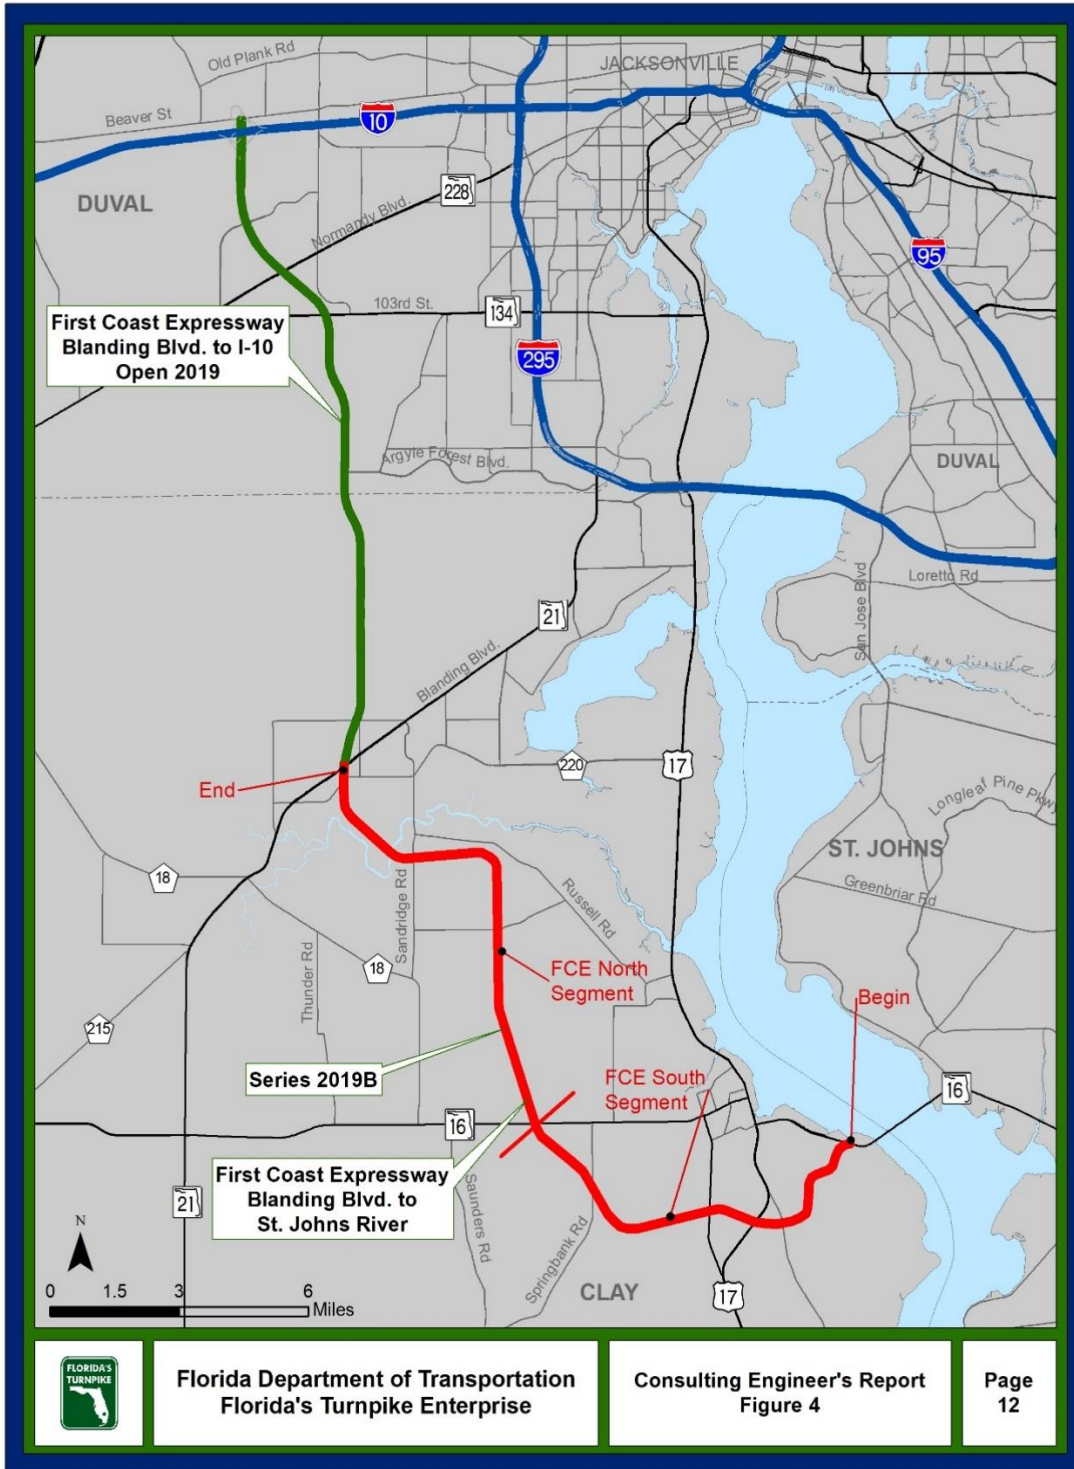 Old Plank Rd
JACKSONVILLE
Beaver St
10
DUVAL
228
Normandy Blvd.
95
103rd St.
134
First Coast Expressway
Blanding Blvd. to I-10
Open 2019
295
Argyle Forest Blvd.
DUVAL
Loretto Rd
San Jose Blvd
21
Blanding Blvd.
220
17
End
Longleaf Pine Pkwy
ST. JOHNS
18
Greenbriar Rd
Russell Rd
Sandridge Rd
Thunder Rd
18
FCE North
Segment
Begin
215
Series 2019B
FCE South
Segment
16
16
First Coast Expressway
Blanding Blvd. to
St. Johns River
21
Saunders Rd
Springbank Rd
N
CLAY
17
0 1.5 3 6
Miles
FLORIDA'S
TURNPIKE
Florida Department of Transportation
Florida's Turnpike Enterprise
Consulting Engineer's Report
Figure 4
Page
12